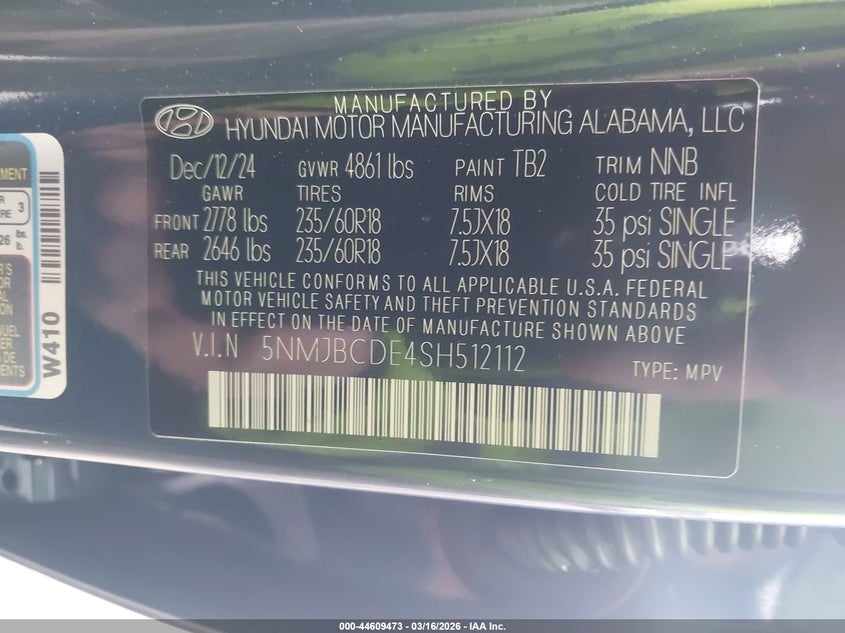 MANUFACTURED BY
HYUNDAI MOTOR MANUFACTURING ALABAMA, LLC
Dec/12/24 GVWR 4861 lbs PAINT TB2 TRIM NNB
GAWR TIRES RIMS COLD TIRE INFL
FRONT 2778 lbs 235/60R18 7.5JX18 35 psi SINGLE
REAR 2646 lbs 235/60R18 7.5JX18 35 psi SINGLE
THIS VEHICLE CONFORMS TO ALL APPLICABLE U.S.A. FEDERAL
MOTOR VEHICLE SAFETY AND THEFT PREVENTION STANDARDS
IN EFFECT ON THE DATE OF MANUFACTURE SHOWN ABOVE
V.I.N 5NMJBCDE4SH512112
TYPE: MPV
3
lbs.
W410
000-44609473 - 03/16/2026 - IAA Inc.